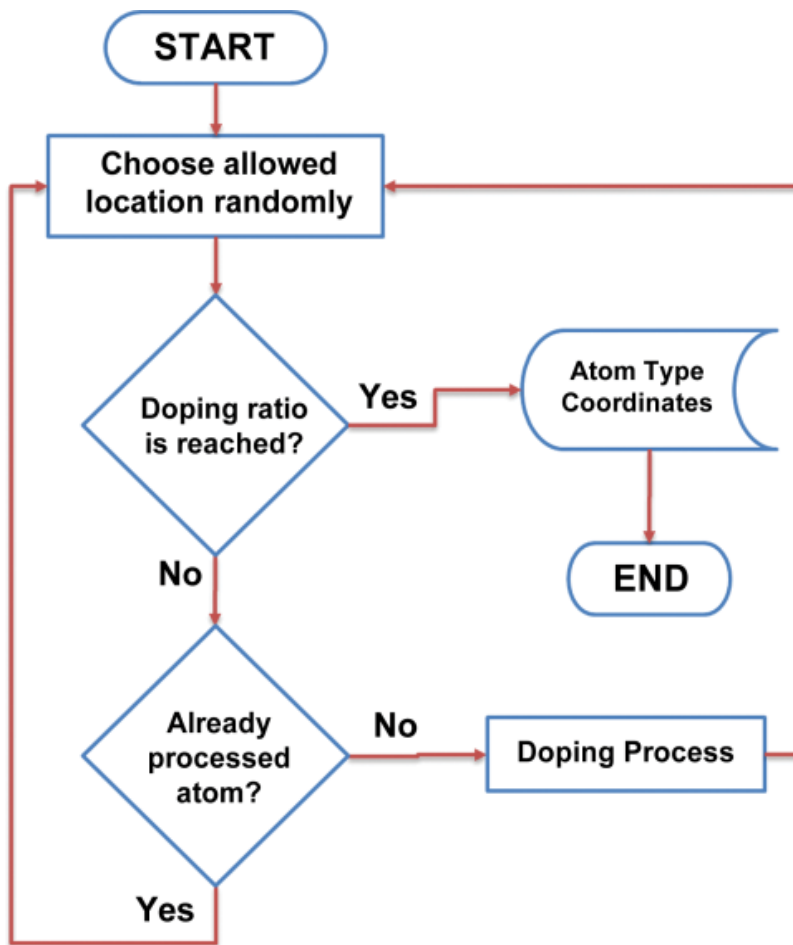 START
Choose allowed
location randomly
Doping ratio
is reached?
Yes
Atom Type
Coordinates
No
END
Already
processed
atom?
No
Doping Process
Yes